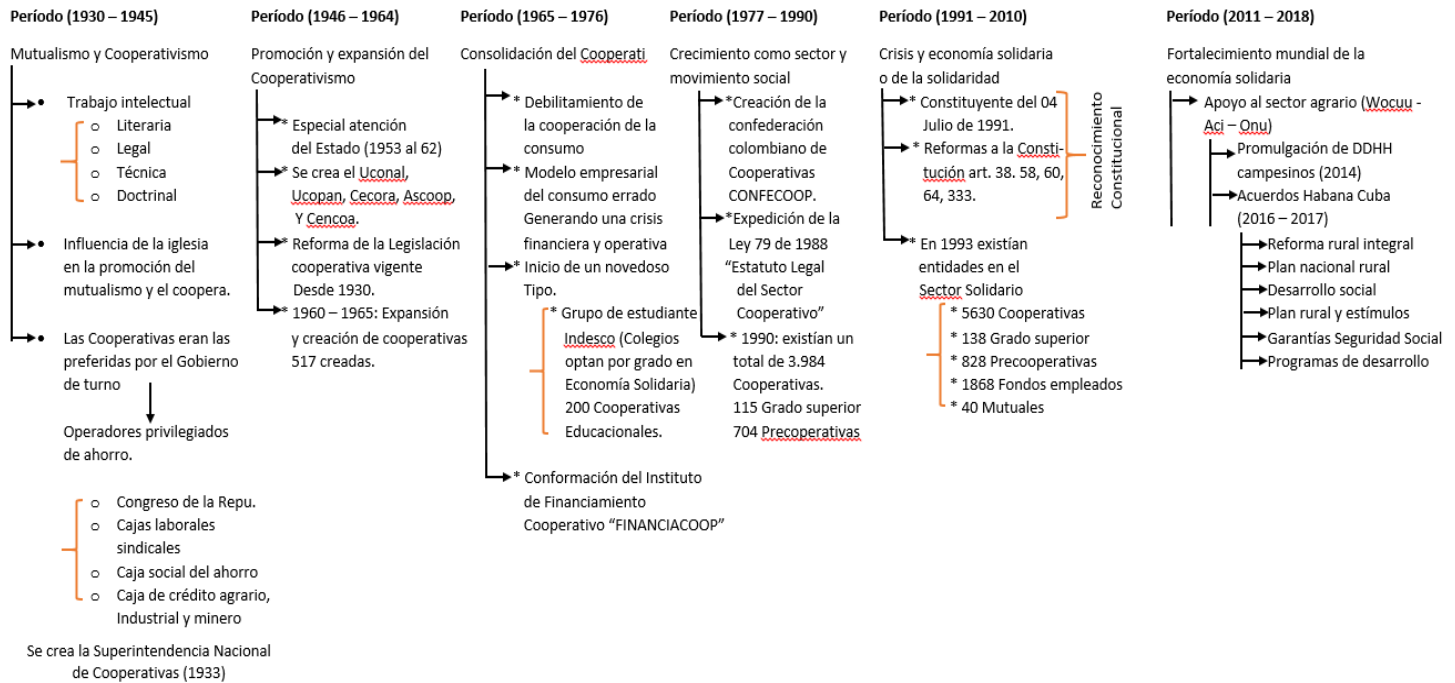 Período (1930 – 1945)
Mutualismo y Cooperativismo
• Trabajo intelectual
o Literaria
o Legal
o Técnica
o Doctrinal
• Influencia de la iglesia
en la promoción del
mutualismo y el coopera.
• Las Cooperativas eran las
preferidas por el Gobierno
de turno
Operadores privilegiados
de ahorro.
o Congreso de la Repu.
o Cajas laborales
sindicales
o Caja social del ahorro
o Caja de crédito agrario,
Industrial y minero
Se crea la Superintendencia Nacional
de Cooperativas (1933)
Período (1946 – 1964)
Promoción y expansión del
Cooperativismo
* Especial atención
del Estado (1953 al 62)
* Se crea el Uconal,
Ucopan, Cecora, Ascoop,
Y Cencoa.
* Reforma de la Legislación
cooperativa vigente
Desde 1930.
* 1960 – 1965: Expansión
y creación de cooperativas
517 creadas.
Período (1965 – 1976)
Consolidación del Cooperati
* Debilitamiento de
la cooperación de la
consumo
* Modelo empresarial
del consumo errado
Generando una crisis
financiera y operativa
* Inicio de un novedoso
Tipo.
* Grupo de estudiante
Indesco (Colegios
optan por grado en
Economía Solidaria)
200 Cooperativas
Educacionales.
* Conformación del Instituto
de Financiamiento
Cooperativo “FINANCIACOOP”
Período (1977 – 1990)
Crecimiento como sector y
movimiento social
*Creación de la
confederación
colombiano de
Cooperativas
CONFECOOP.
*Expedición de la
Ley 79 de 1988
“Estatuto Legal
del Sector
Cooperativo”
* 1990: existían un
total de 3.984
Cooperativas.
115 Grado superior
704 Precoperativas
Período (1991 – 2010)
Crisis y economía solidaria
o de la solidaridad
* Constituyente del 04
Julio de 1991.
* Reformas a la Consti-
tución art. 38. 58, 60,
64, 333.
Reconocimiento
Constitucional
* En 1993 existían
entidades en el
Sector Solidario
* 5630 Cooperativas
* 138 Grado superior
* 828 Precooperativas
* 1868 Fondos empleados
* 40 Mutuales
Período (2011 – 2018)
Fortalecimiento mundial de la
economía solidaria
Apoyo al sector agrario (Wocuu -
Aci – Onu)
Promulgación de DDHH
campesinos (2014)
Acuerdos Habana Cuba
(2016 – 2017)
Reforma rural integral
Plan nacional rural
Desarrollo social
Plan rural y estímulos
Garantías Seguridad Social
Programas de desarrollo